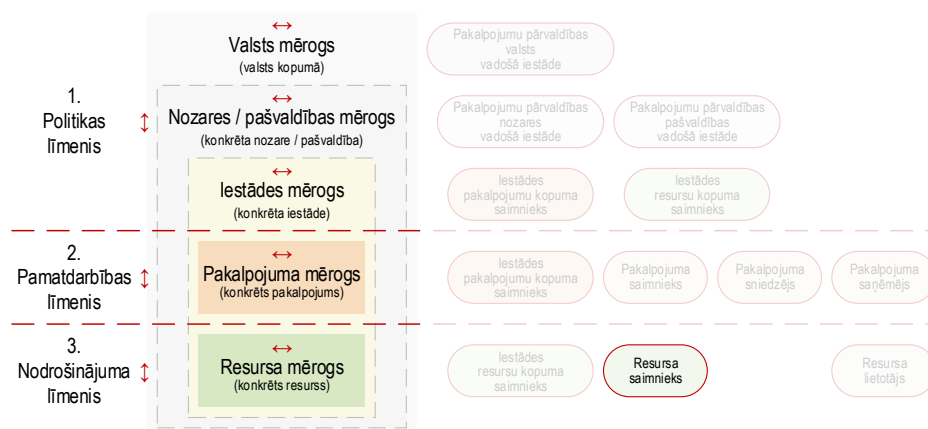 Valsts mērogs
(valsts kopumā)
Pakalpojumu pārvaldības
valsts
vadošā iestāde
1.
Politikas
līmenis
Nozares / pašvaldības mērogs
(konkrēta nozare / pašvaldība)
Pakalpojumu pārvaldības
nozares
vadošā iestāde
Pakalpojumu pārvaldības
pašvaldības
vadošā iestāde
Iestādes mērogs
(konkrēta iestāde)
Iestādes
pakalpojumu kopuma
saimnieks
Iestādes
resursu kopuma
saimnieks
2.
Pamatdarbības
līmenis
Pakalpojuma mērogs
(konkrēts pakalpojums)
Iestādes
pakalpojumu kopuma
saimnieks
Pakalpojuma
saimnieks
Pakalpojuma
sniedzējs
Pakalpojuma
saņēmējs
3.
Nodrošinājuma
līmenis
Resursa mērogs
(konkrēts resurss)
Iestādes
resursu kopuma
saimnieks
Resursa
saimnieks
Resursa
lietotājs